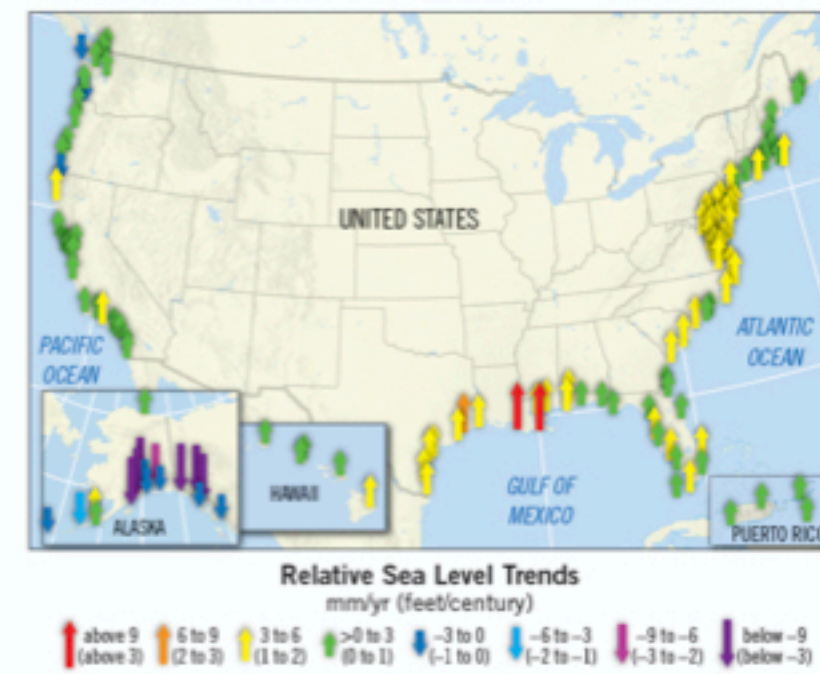 UNITED STATES
PACIFIC
OCEAN
ATLANTIC
OCEAN
GULF OF
MEXICO
ALASKA
HAWAII
PUERTO RICO
Relative Sea Level Trends
mm/yr (feet/century)
above 9
(above 3)
6 to 9
(2 to 3)
3 to 6
(1 to 2)
>0 to 3
(0 to 1)
−3 to 0
(−1 to 0)
−6 to −3
(−2 to −1)
−9 to −6
(−3 to −2)
below −9
(below −3)